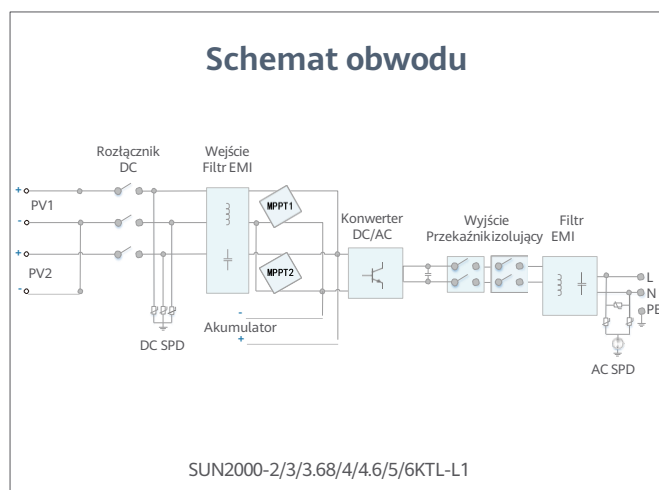 Schemat obwodu
Rozłącznik
DC
Wejście
Filtr EMI
+
PV1
-
+
PV2
-
MPPT1
MPPT2
Konwerter
DC/AC
Wyjście
Przekaźnikizolujący
Filtr
EMI
L
N
PE
-
Akumulator
+
DC SPD
AC SPD
SUN2000-2/3/3.68/4/4.6/5/6KTL-L1